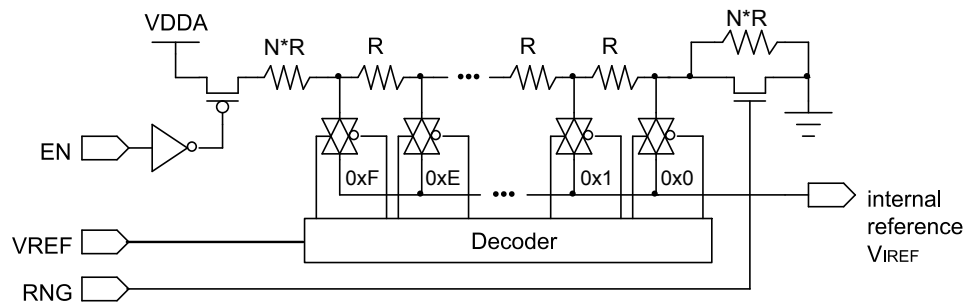 VDDA
N*R
R
R
R
N*R
•••
EN
0xF
0xE
0x1
0x0
•••
internal
reference
VIREF
VREF
Decoder
RNG